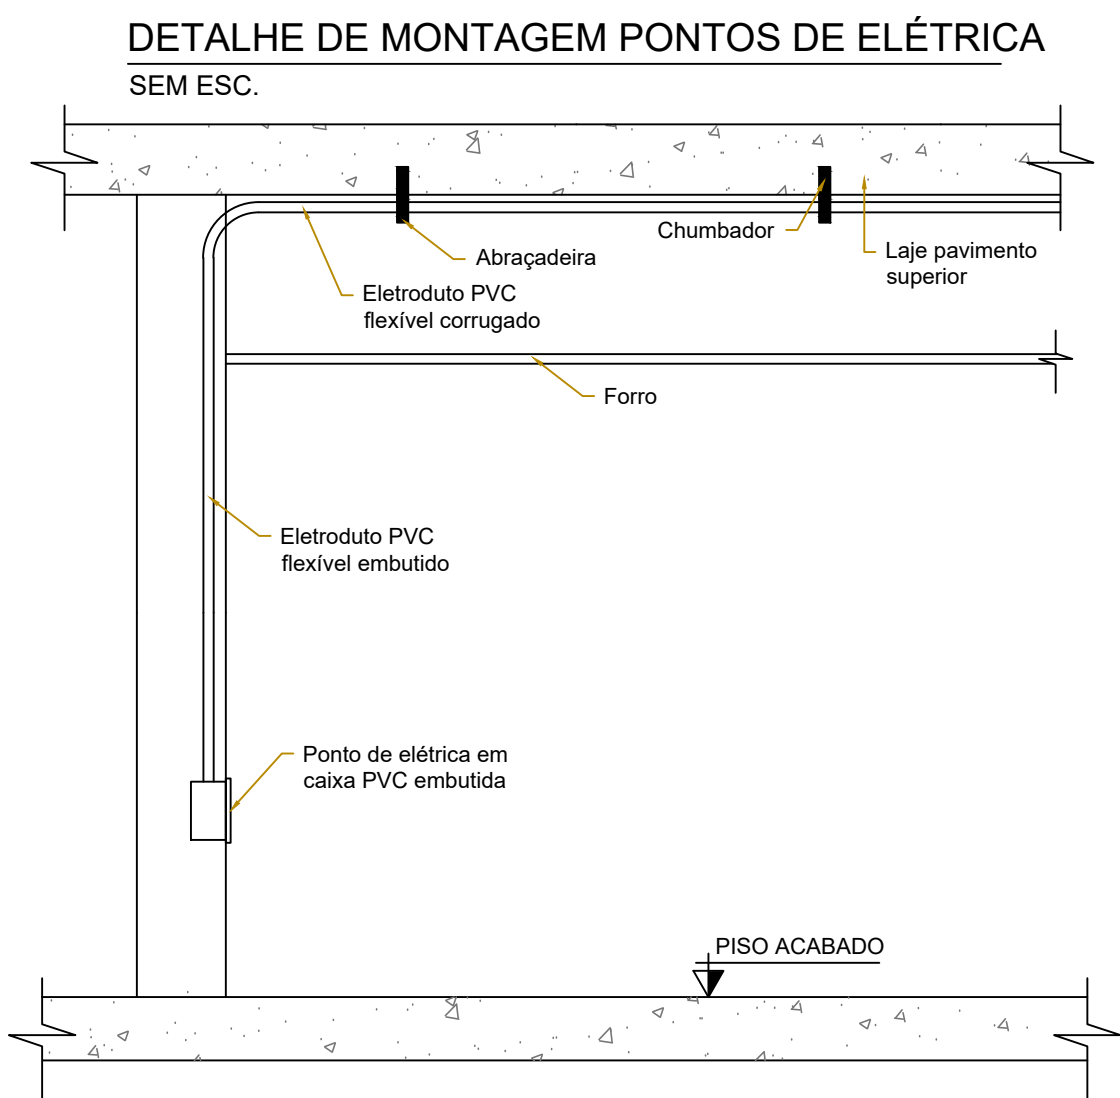 DETALHE DE MONTAGEM PONTOS DE ELÉTRICA
SEM ESC.
Chumbador
Abraçadeira
Laje pavimento
superior
Eletroduto PVC
flexível corrugado
Forro
Eletroduto PVC
flexível embutido
Ponto de elétrica em
caixa PVC embutida
PISO ACABADO